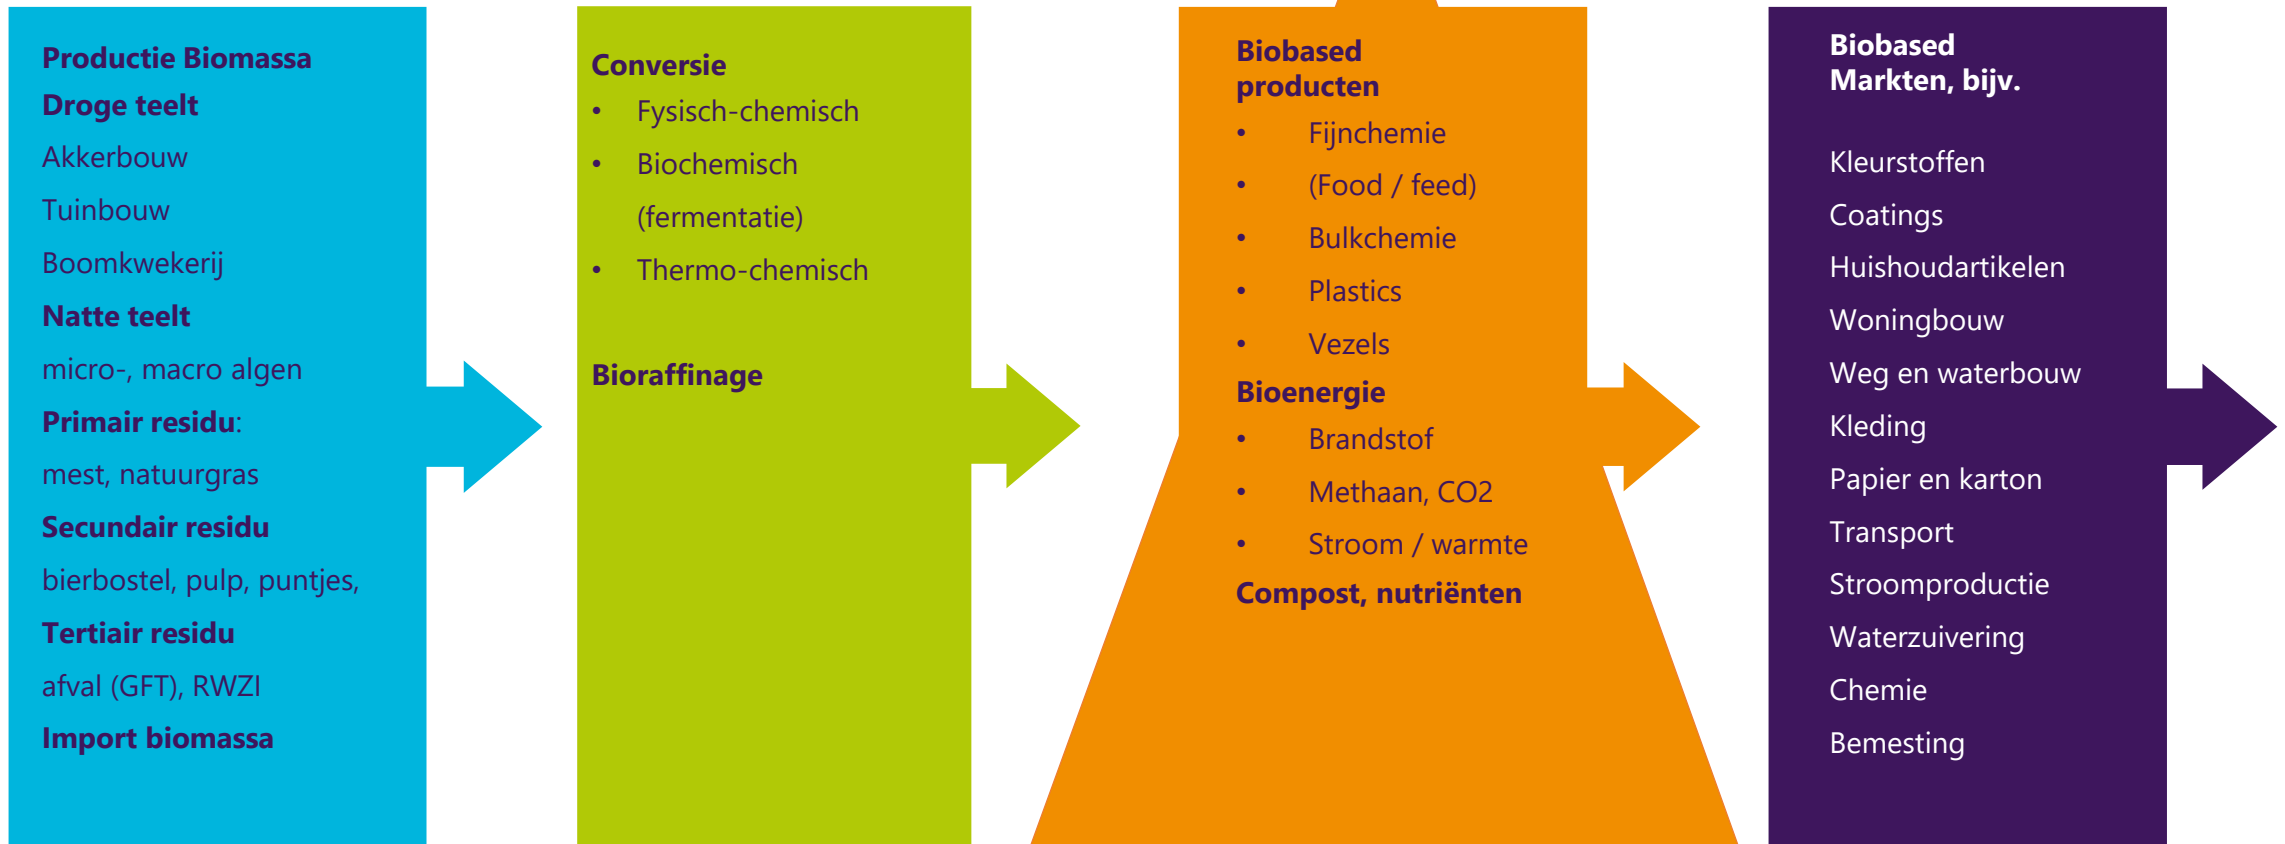 Productie Biomassa
Droge teelt
Akkerbouw
Tuinbouw
Boomkwekerij
Natte teelt
micro-, macro algen
Primair residu:
mest, natuurgras
Secundair residu
bierbostel, pulp, puntjes,
Tertiair residu
afval (GFT), RWZI
Import biomassa
Conversie
• Fysisch-chemisch
• Biochemisch
(fermentatie)
• Thermo-chemisch
Bioraffinage
Biobased
producten
• Fijnchemie
• (Food / feed)
• Bulkchemie
• Plastics
• Vezels
Bioenergie
• Brandstof
• Methaan, CO2
• Stroom / warmte
Compost, nutriënten
Biobased
Markten, bijv.
Kleurstoffen
Coatings
Huishoudartikelen
Woningbouw
Weg en waterbouw
Kleding
Papier en karton
Transport
Stroomproductie
Waterzuivering
Chemie
Bemesting